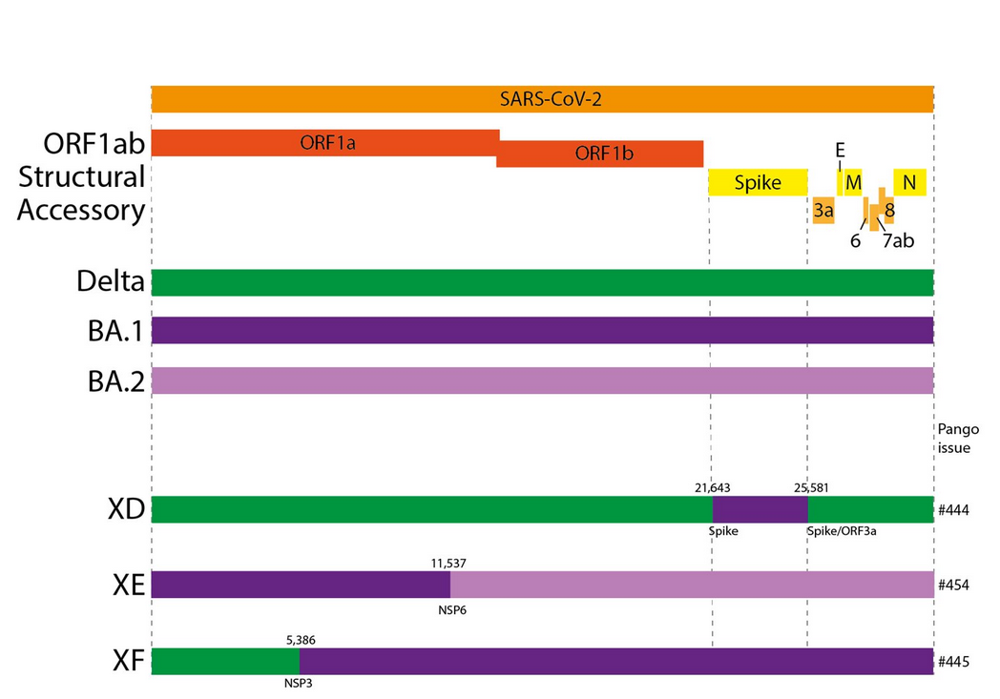 SARS-CoV-2
ORF1ab
ORF1a
ORF1b
E
Structural
Spike
M
N
Accessory
3a
8
6
7ab
Delta
BA.1
BA.2
Pango
issue
21,643
25,581
XD
#444
Spike
Spike/ORF3a
11,537
XE
#454
NSP6
5,386
XF
#445
NSP3